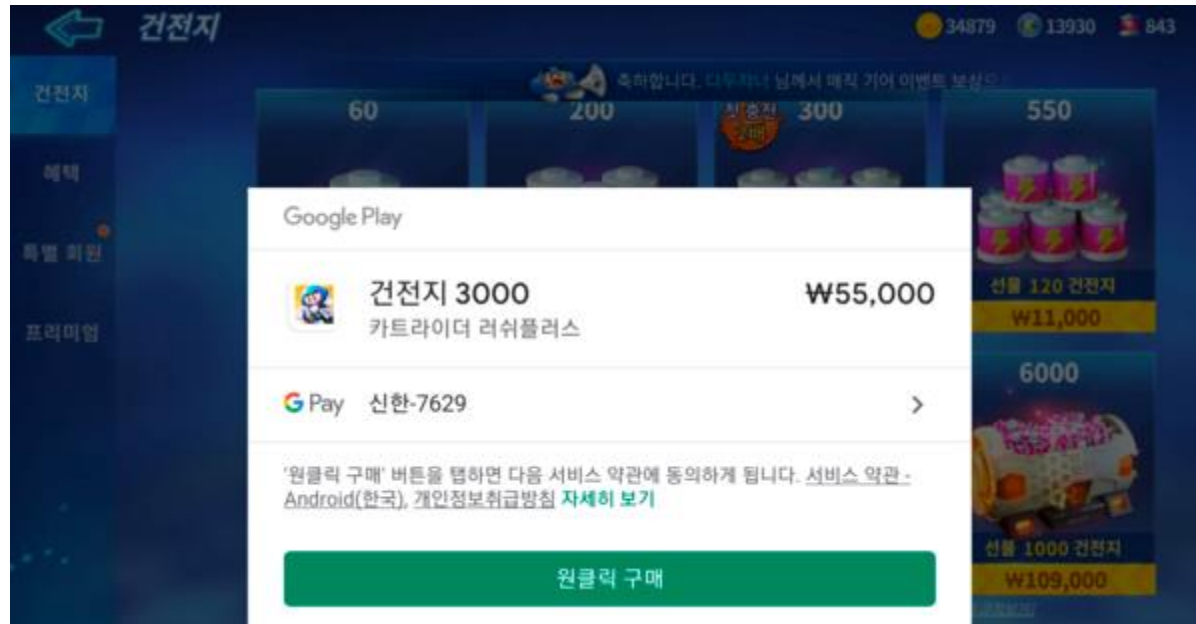 건전지
34879 13930 843
건전지
축하합니다. 님께서 매직 기어 이벤트 보상으
60
200
첫 충전
2배
300
550
혜택
특별 회원
프리미엄
선물 120 건전지
₩11,000
6000
선물 1000 건전지
₩109,000
Google Play
건전지 3000
₩55,000
카트라이더 러쉬플러스
G Pay 신한-7629
'원클릭 구매' 버튼을 탭하면 다음 서비스 약관에 동의하게 됩니다. 서비스 약관 -
Android(한국), 개인정보취급방침 자세히 보기
원클릭 구매